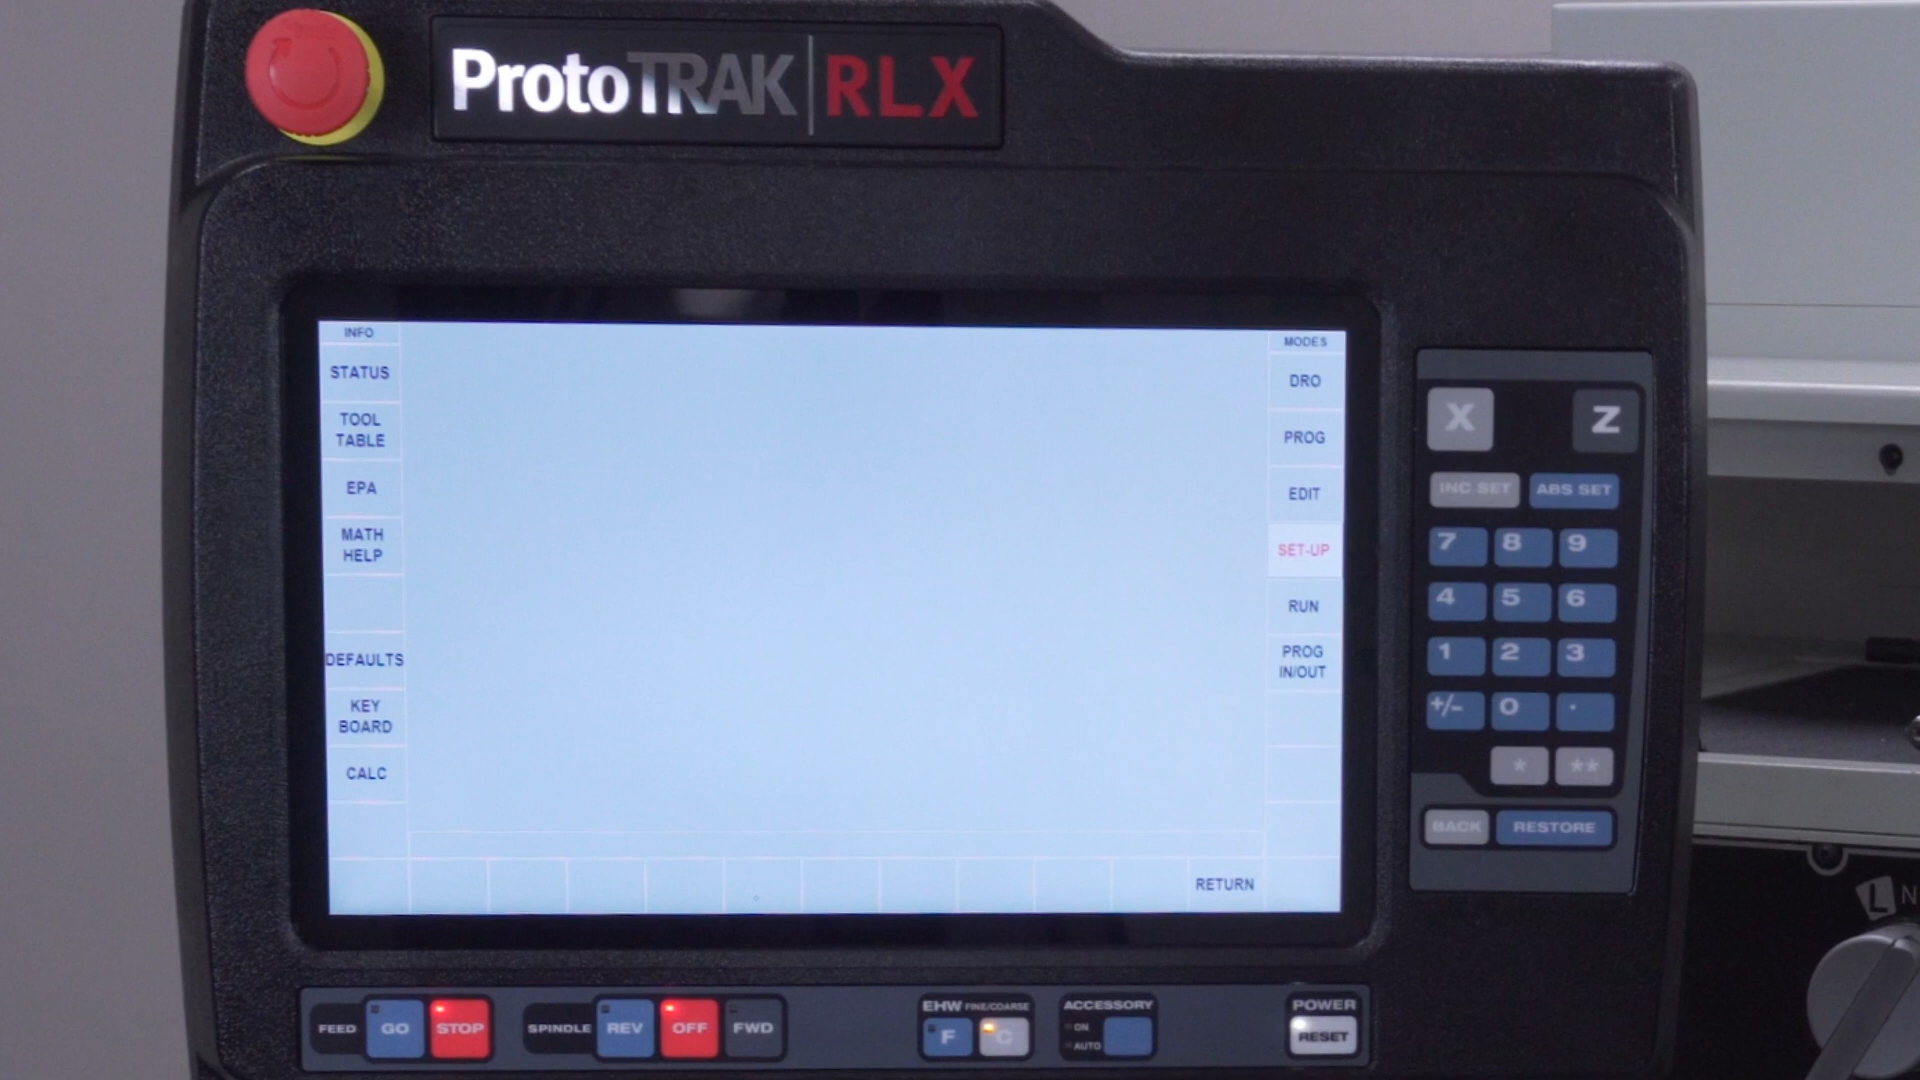 ProtoTRAK RLX
INFO
STATUS
TOOL
TABLE
EPA
MATH
HELP
DEFAULTS
KEY
BOARD
CALC
MODES
DRO
PROG
EDIT
SET-UP
RUN
PROG
IN/OUT
RETURN
X Z
INC SET ABS SET
7 8 9
4 5 6
1 2 3
+/- 0 .
* **
BACK RESTORE
FEED GO STOP
SPINDLE REV OFF FWD
EHW FINE/COARSE
F C
ACCESSORY
ON
AUTO
POWER
RESET
L N